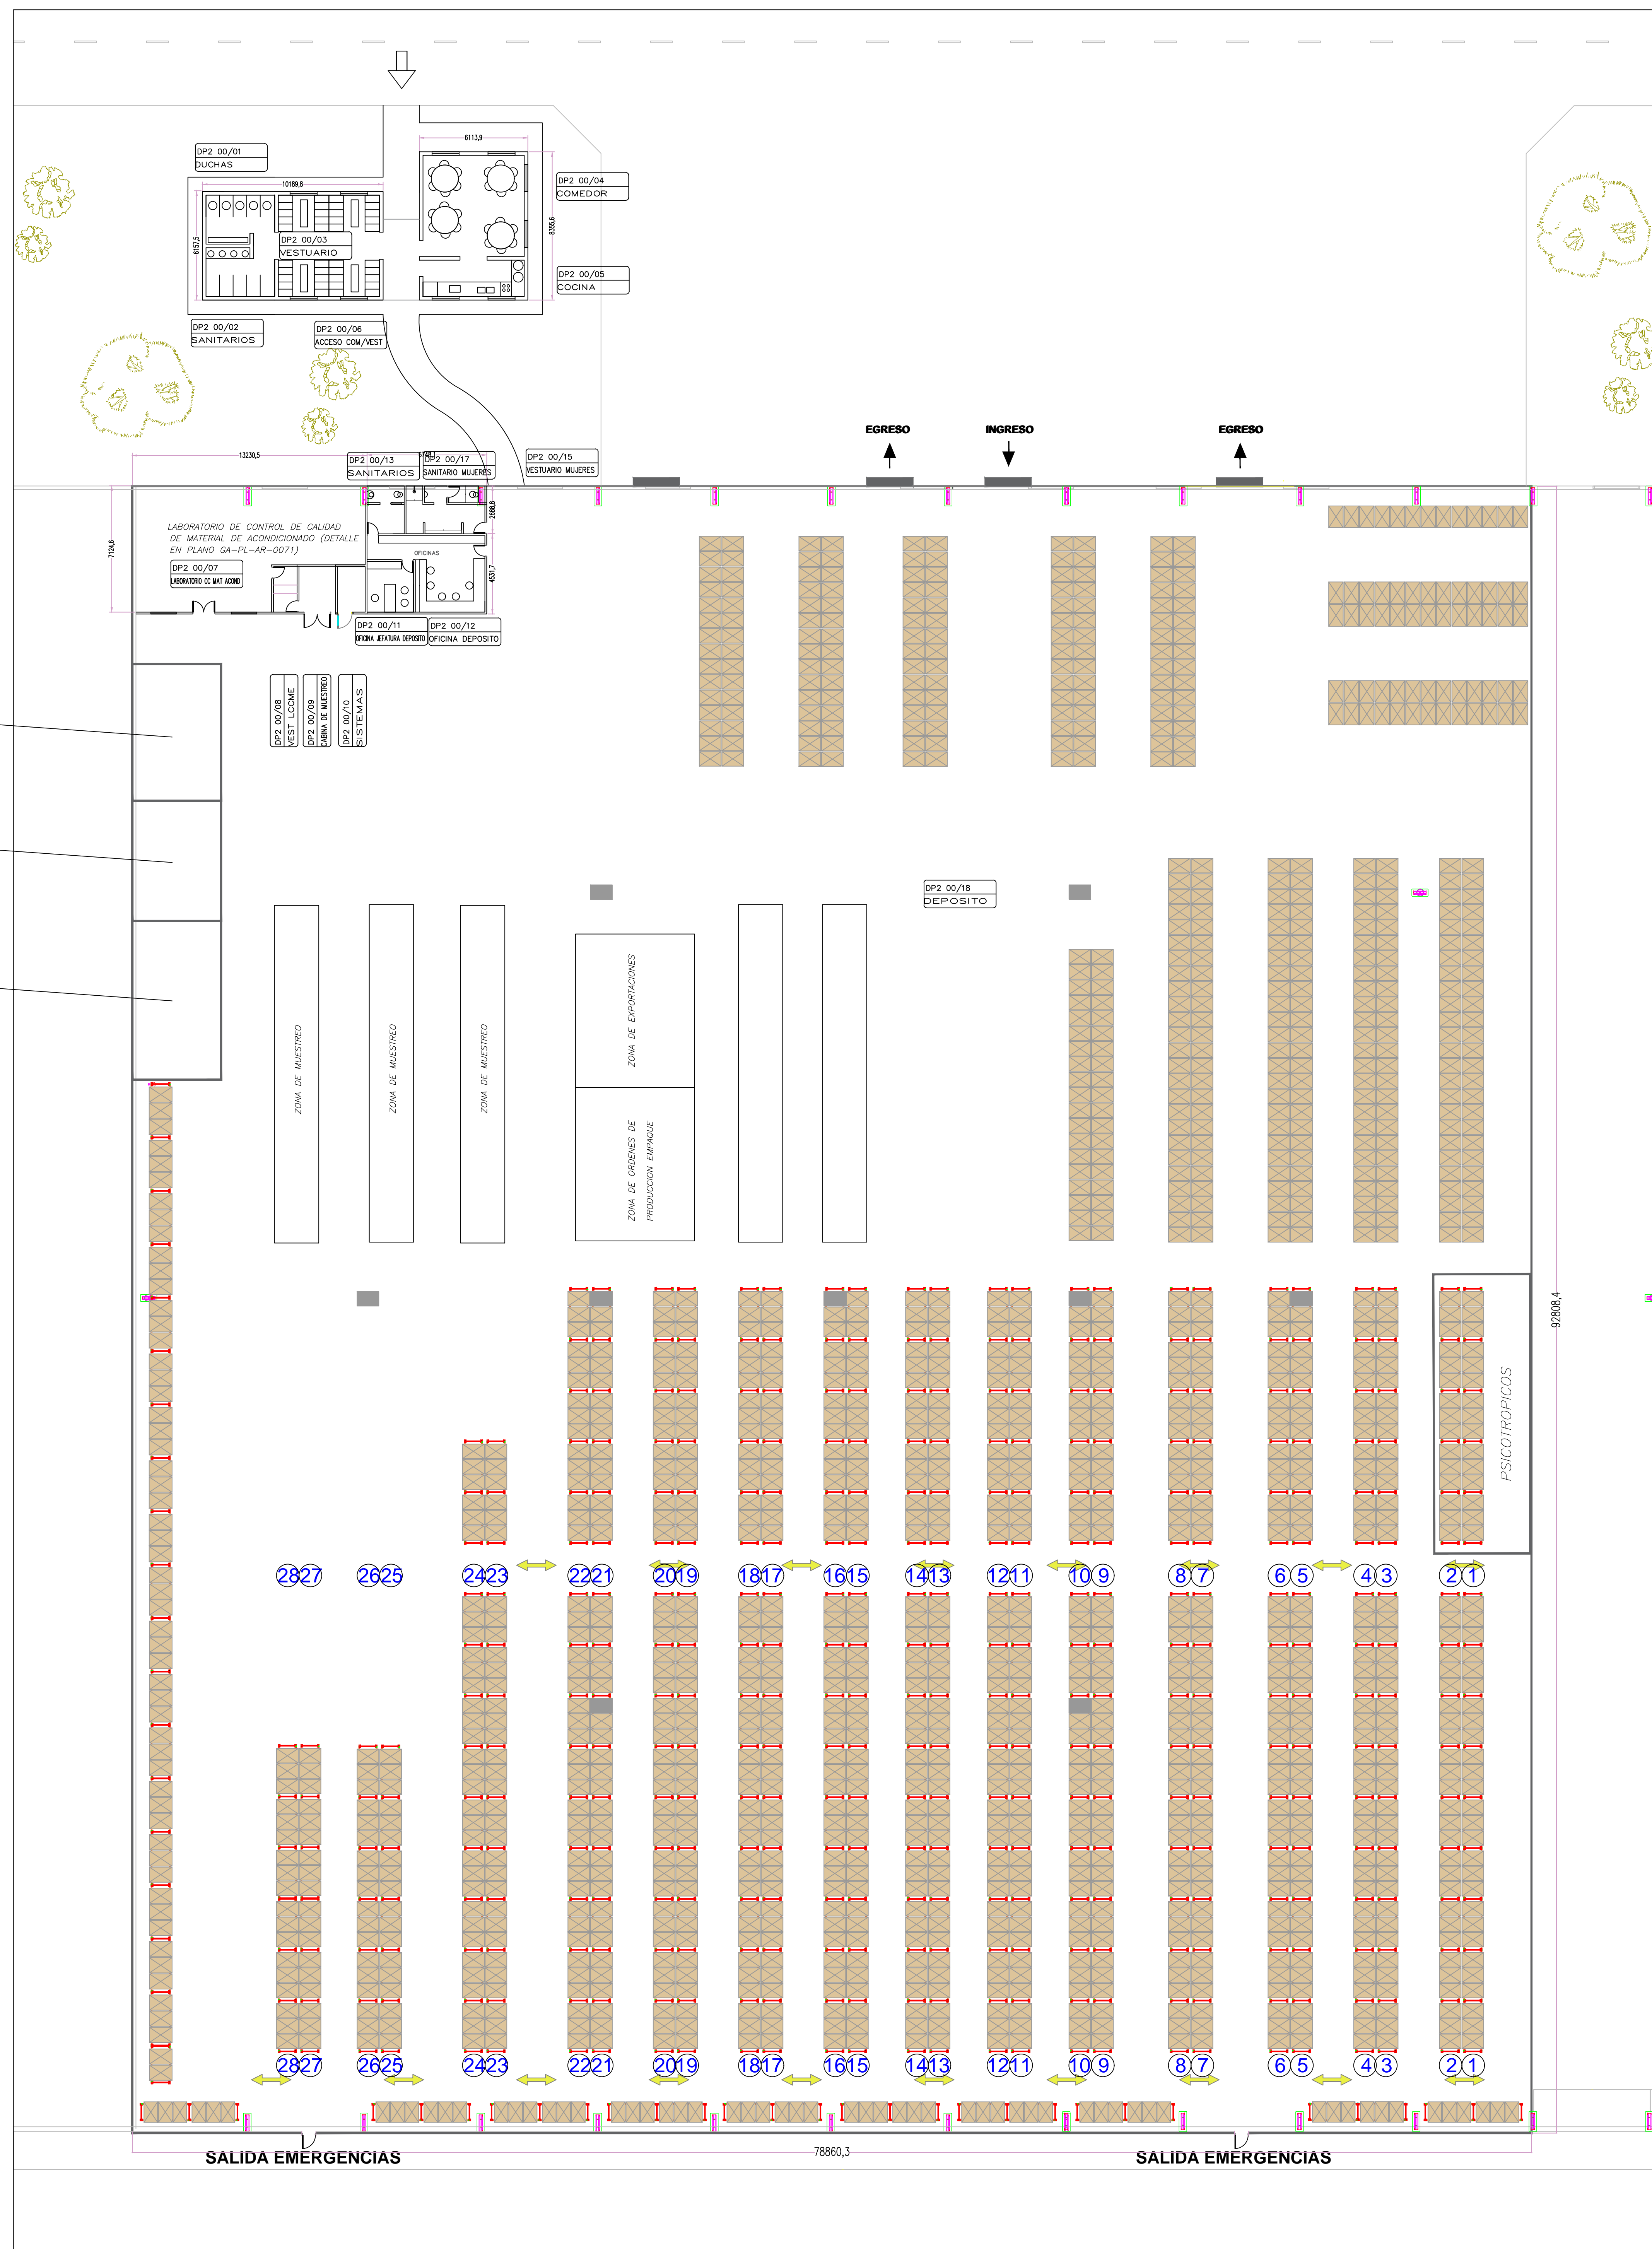 6113,9
DP2 00/01
DUCHAS
DP2 00/04
COMEDOR
10189,8
8355,6
6157,5
DP2 00/03
VESTUARIO
DP2 00/05
COCINA
DP2 00/02
SANITARIOS
DP2 00/06
ACCESO COM/VEST
EGRESO
INGRESO
EGRESO
13230,5
DP2 00/13
SANITARIOS
DP2 00/17
SANITARIO MUJERES
DP2 00/15
VESTUARIO MUJERES
2688,8
7124,6
LABORATORIO DE CONTROL DE CALIDAD
DE MATERIAL DE ACONDICIONADO (DETALLE
EN PLANO GA-PL-AR-0071)
OFICINAS
4531,7
DP2 00/07
LABORATORIO CC MAT ACOND
DP2 00/11
OFICINA JEFATURA DEPOSITO
DP2 00/12
OFICINA DEPOSITO
DP2 00/08
VEST LCCME
DP2 00/09
CABINA DE MUESTREO
DP2 00/10
SISTEMAS
DP2 00/18
DEPOSITO
ZONA DE MUESTREO
ZONA DE MUESTREO
ZONA DE MUESTREO
ZONA DE EXPORTACIONES
ZONA DE ORDENES DE
PRODUCCION EMPAQUE
92808,4
PSICOTROPICOS
28 27 26 25 24 23 22 21 20 19 18 17 16 15 14 13 12 11 10 9 8 7 6 5 4 3 2 1
28 27 26 25 24 23 22 21 20 19 18 17 16 15 14 13 12 11 10 9 8 7 6 5 4 3 2 1
78860,3
SALIDA EMERGENCIAS
SALIDA EMERGENCIAS